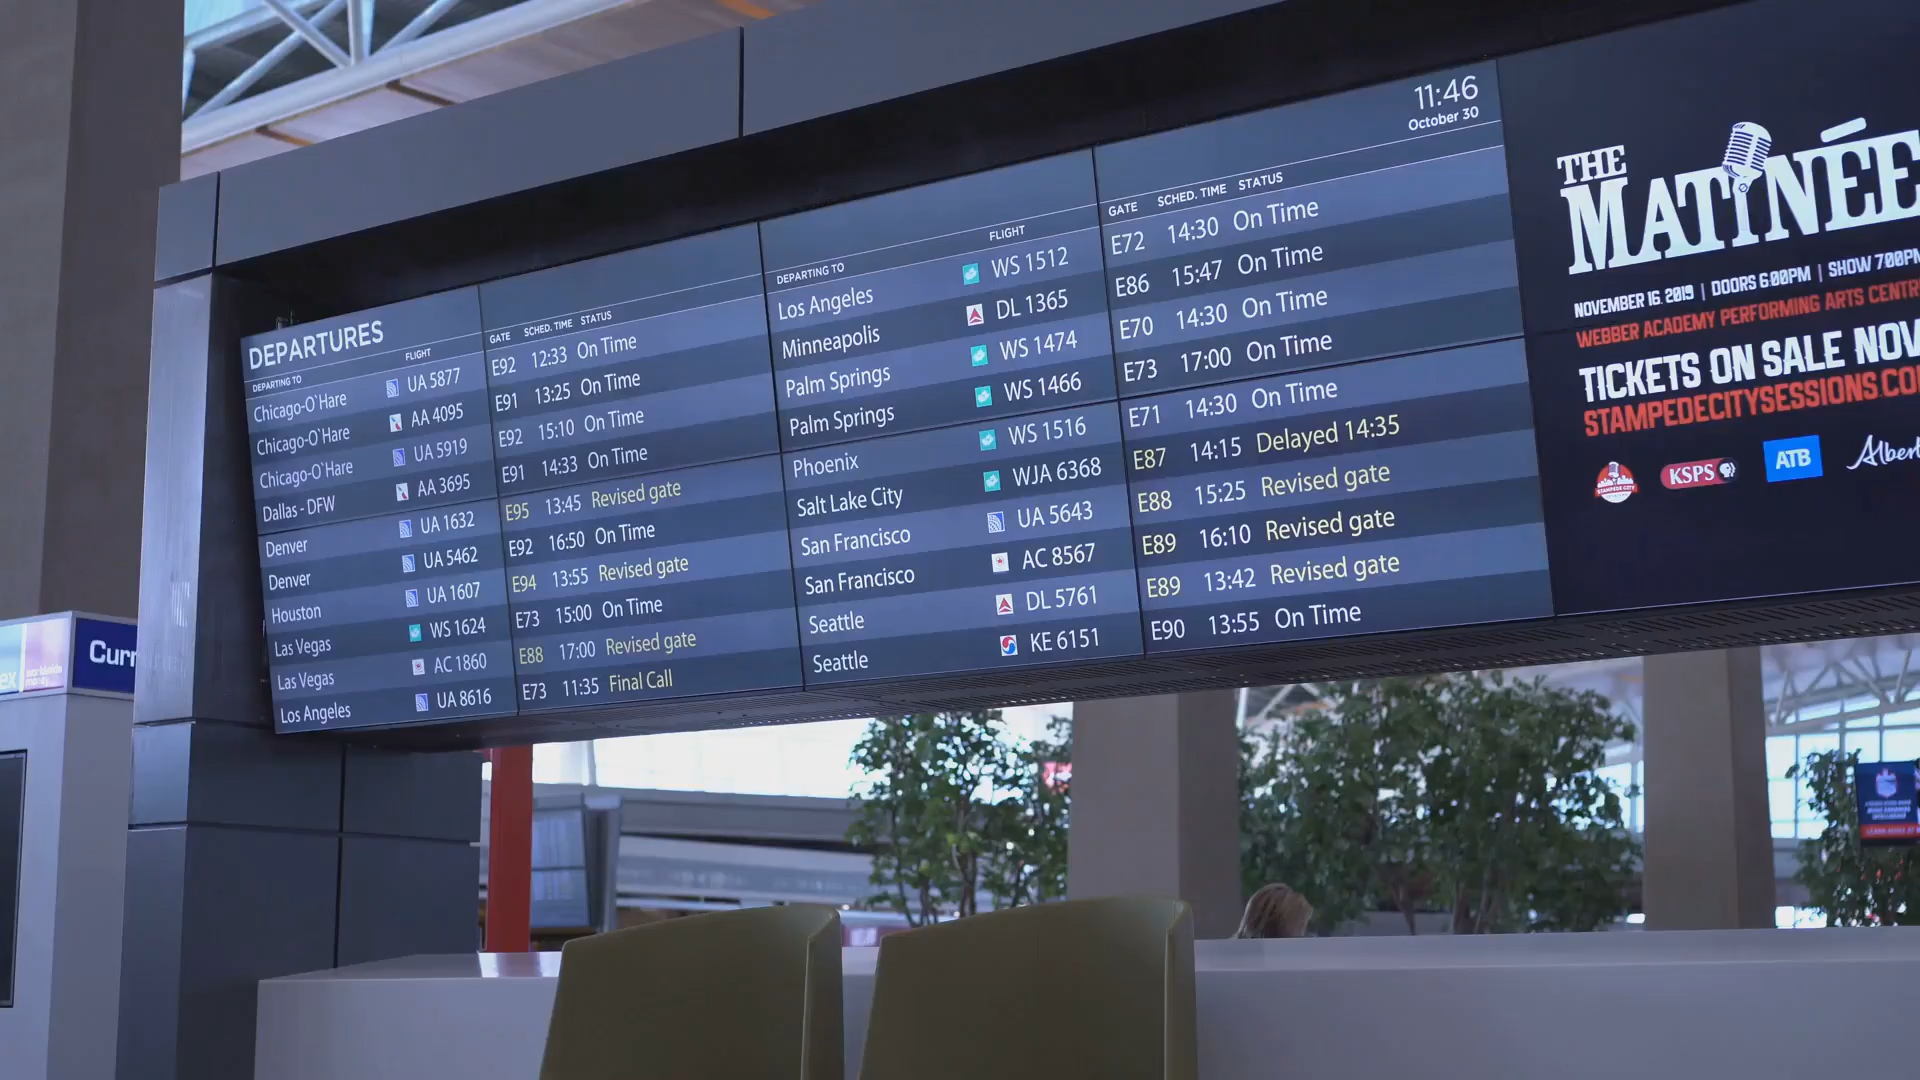 11:46
October 30
DEPARTURES
DEPARTING TO FLIGHT GATE SCHED. TIME STATUS
Chicago-O`Hare UA 5877 E92 12:33 On Time
Chicago-O`Hare AA 4095 E91 13:25 On Time
Chicago-O`Hare UA 5919 E92 15:10 On Time
Dallas - DFW AA 3695 E91 14:33 On Time
Denver UA 1632 E95 13:45 Revised gate
Denver UA 5462 E92 16:50 On Time
Houston UA 1607 E94 13:55 Revised gate
Las Vegas WS 1624 E73 15:00 On Time
Las Vegas AC 1860 E88 17:00 Revised gate
Los Angeles UA 8616 E73 11:35 Final Call
DEPARTING TO FLIGHT GATE SCHED. TIME STATUS
Los Angeles WS 1512 E72 14:30 On Time
Minneapolis DL 1365 E86 15:47 On Time
Palm Springs WS 1474 E70 14:30 On Time
Palm Springs WS 1466 E73 17:00 On Time
Phoenix WS 1516 E71 14:30 On Time
Salt Lake City WJA 6368 E87 14:15 Delayed 14:35
San Francisco UA 5643 E88 15:25 Revised gate
San Francisco AC 8567 E89 16:10 Revised gate
Seattle DL 5761 E89 13:42 Revised gate
Seattle KE 6151 E90 13:55 On Time
THE
MATINÉE
NOVEMBER 16, 2019 | DOORS 6:00PM | SHOW 7:00PM
WEBBER ACADEMY PERFORMING ARTS CENTR
TICKETS ON SALE NOV
STAMPEDECITYSESSIONS.CO
STAMPEDE CITY
KSPS
ATB
Albert
Curr
ex
worldwide
money